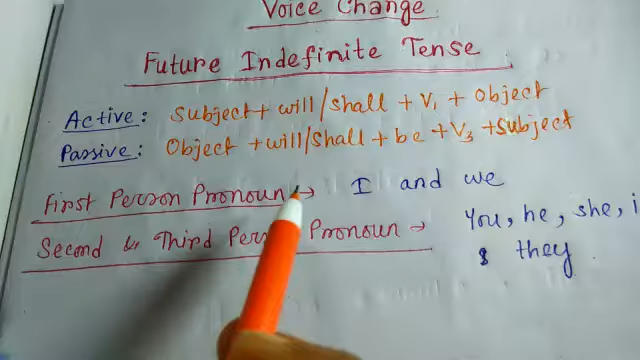 Voice Change
Future Indefinite Tense
Active: Subject + will/shall + V1 + Object
Passive: Object + will/shall + be + V3 + Subject
First Person Pronoun → I and we
Second & Third Pronoun → You, he, she,
& they